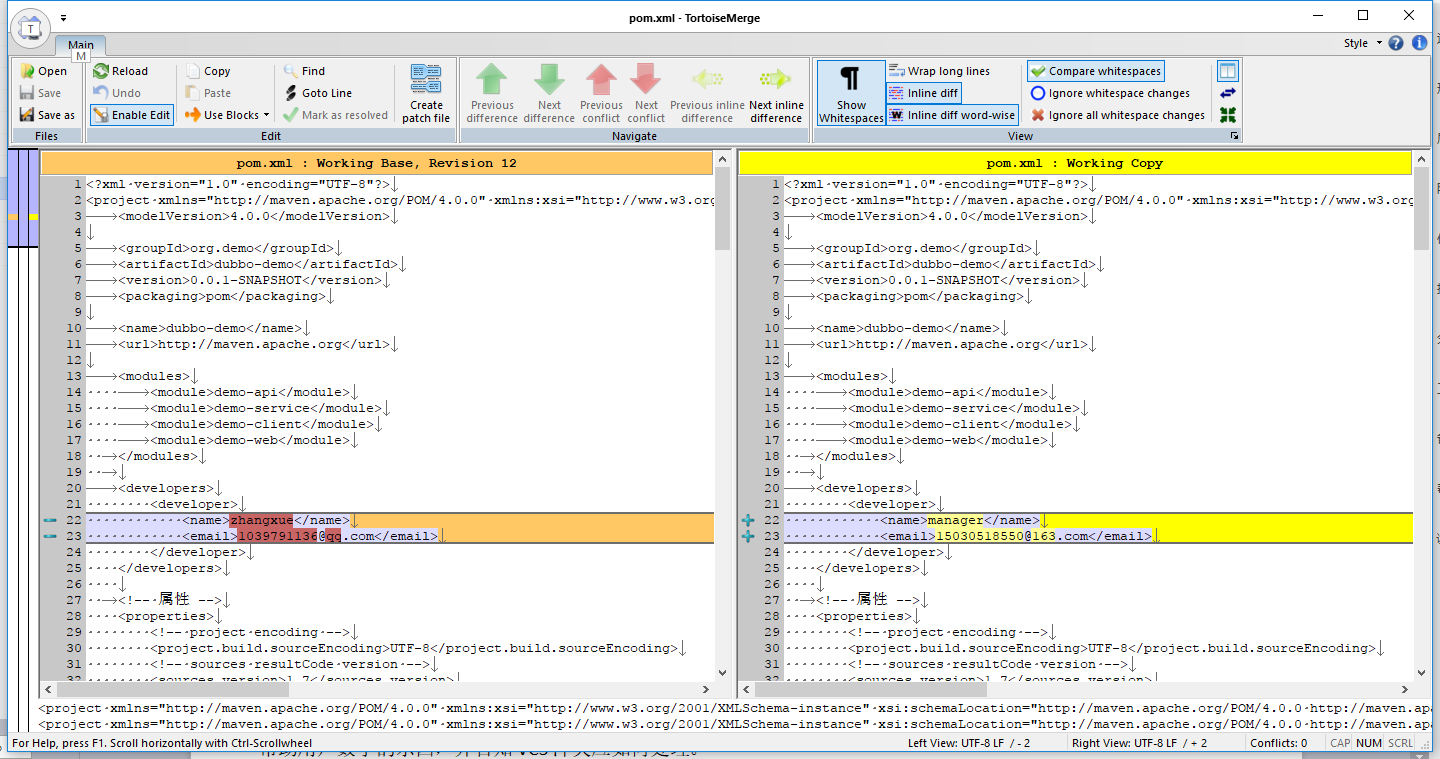 pom.xml - TortoiseMerge
T
Main
M
Style
Open
Save
Save as
Files
Reload
Undo
Enable Edit
Copy
Paste
Use Blocks
Find
Goto Line
Mark as resolved
Create patch file
Edit
Previous difference
Next difference
Previous conflict
Next conflict
Previous inline difference
Next inline difference
Navigate
Show Whitespaces
Wrap long lines
Inline diff
Inline diff word-wise
Compare whitespaces
Ignore whitespace changes
Ignore all whitespace changes
View
pom.xml : Working Base, Revision 12
1 <?xml version="1.0" encoding="UTF-8"?>
2 <project xmlns="http://maven.apache.org/POM/4.0.0" xmlns:xsi="http://www.w3.org
3 <modelVersion>4.0.0</modelVersion>
4
5 <groupId>org.demo</groupId>
6 <artifactId>dubbo-demo</artifactId>
7 <version>0.0.1-SNAPSHOT</version>
8 <packaging>pom</packaging>
9
10 <name>dubbo-demo</name>
11 <url>http://maven.apache.org</url>
12
13 <modules>
14 <module>demo-api</module>
15 <module>demo-service</module>
16 <module>demo-client</module>
17 <module>demo-web</module>
18 </modules>
19
20 <developers>
21 <developer>
22 <name>zhangxue</name>
23 <email>1039791136@qq.com</email>
24 </developer>
25 </developers>
26
27 <!-- 属性 -->
28 <properties>
29 <!-- project encoding -->
30 <project.build.sourceEncoding>UTF-8</project.build.sourceEncoding>
31 <!-- sources resultCode version -->
32 <sources.version>1.7</sources.version>
pom.xml : Working Copy
1 <?xml version="1.0" encoding="UTF-8"?>
2 <project xmlns="http://maven.apache.org/POM/4.0.0" xmlns:xsi="http://www.w3.org
3 <modelVersion>4.0.0</modelVersion>
4
5 <groupId>org.demo</groupId>
6 <artifactId>dubbo-demo</artifactId>
7 <version>0.0.1-SNAPSHOT</version>
8 <packaging>pom</packaging>
9
10 <name>dubbo-demo</name>
11 <url>http://maven.apache.org</url>
12
13 <modules>
14 <module>demo-api</module>
15 <module>demo-service</module>
16 <module>demo-client</module>
17 <module>demo-web</module>
18 </modules>
19
20 <developers>
21 <developer>
22 <name>manager</name>
23 <email>15030518550@163.com</email>
24 </developer>
25 </developers>
26
27 <!-- 属性 -->
28 <properties>
29 <!-- project encoding -->
30 <project.build.sourceEncoding>UTF-8</project.build.sourceEncoding>
31 <!-- sources resultCode version -->
32 <sources.version>1.7</sources.version>
<project xmlns="http://maven.apache.org/POM/4.0.0" xmlns:xsi="http://www.w3.org/2001/XMLSchema-instance" xsi:schemaLocation="http://maven.apache.org/POM/4.0.0 http://maven.apa
<project xmlns="http://maven.apache.org/POM/4.0.0" xmlns:xsi="http://www.w3.org/2001/XMLSchema-instance" xsi:schemaLocation="http://maven.apache.org/POM/4.0.0 http://maven.apa
For Help, press F1. Scroll horizontally with Ctrl-Scrollwheel
Left View: UTF-8 LF / - 2
Right View: UTF-8 LF / + 2
Conflicts: 0
CAP
NUM
SCRL